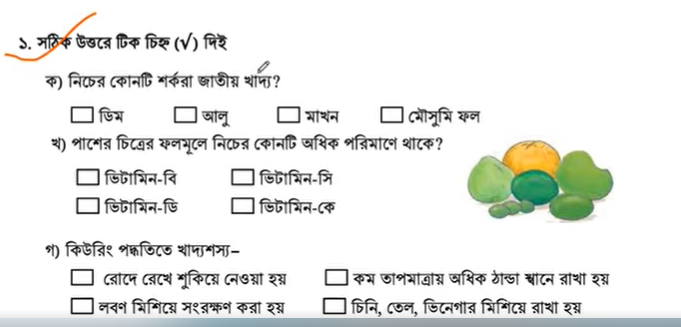 ১. সঠিক উত্তরে টিক চিহ্ন (√) দিই
ক) নিচের কোনটি শর্করা জাতীয় খাদ্য?
ডিম আলু মাখন মৌসুমি ফল
খ) পাশের চিত্রের ফলমূলে নিচের কোনটি অধিক পরিমাণে থাকে?
ভিটামিন-বি ভিটামিন-সি
ভিটামিন-ডি ভিটামিন-কে
গ) কিউরিং পদ্ধতিতে খাদ্যশস্য–
রোদে রেখে শুকিয়ে নেওয়া হয় কম তাপমাত্রায় অধিক ঠান্ডা স্থানে রাখা হয়
লবণ মিশিয়ে সংরক্ষণ করা হয় চিনি, তেল, ভিনেগার মিশিয়ে রাখা হয়